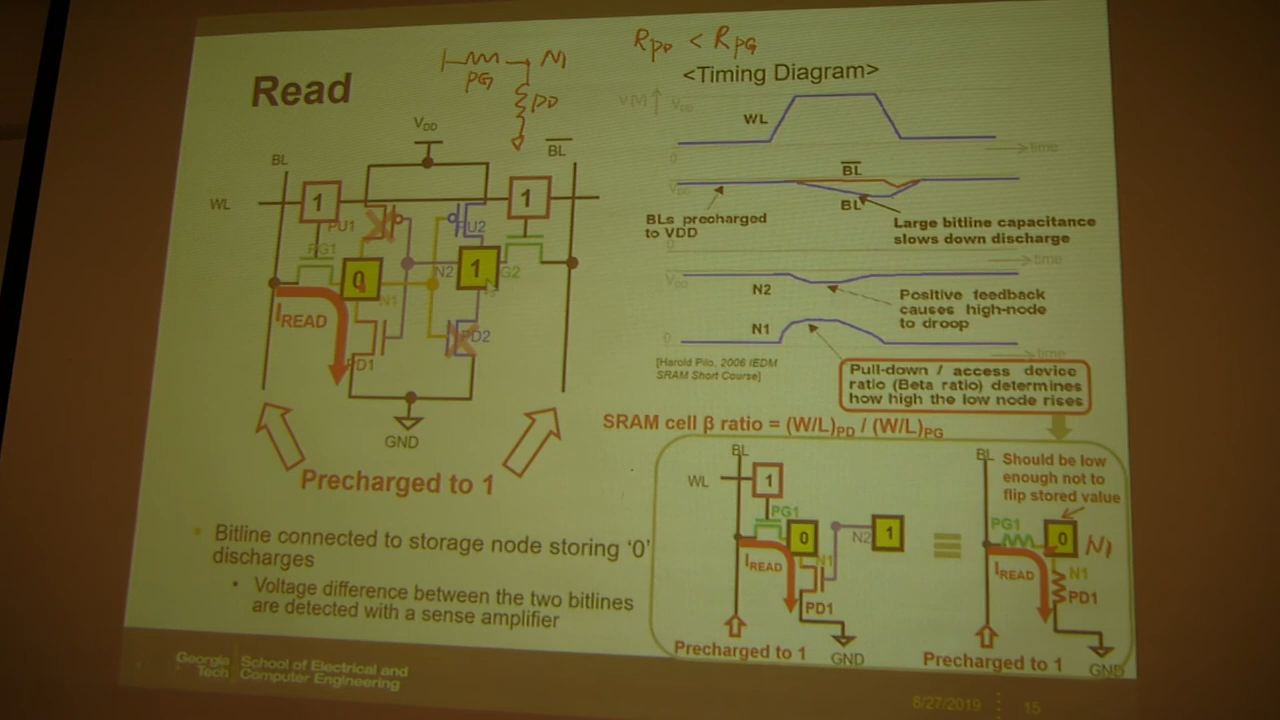 Read
PG
N1
PD
RPD < RPG
<Timing Diagram>
VDD
BL
BL
WL
1
1
PU1
PU2
PG1
0
N2
1
G2
N1
IREAD
PD1
PD2
GND
Precharged to 1
Bitline connected to storage node storing '0'
discharges
Voltage difference between the two bitlines
are detected with a sense amplifier
VDD
WL
0
time
BL
VDD
BL
BLs precharged
to VDD
Large bitline capacitance
slows down discharge
0
time
VDD
N2
Positive feedback
causes high-node
to droop
N1
0
time
[Harold Pilo, 2006 IEDM
SRAM Short Course]
Pull-down / access device
ratio (Beta ratio) determines
how high the low node rises
SRAM cell β ratio = (W/L)PD / (W/L)PG
BL
WL
1
PG1
0
N2
1
IREAD
N1
PD1
Precharged to 1
GND
BL
Should be low
enough not to
flip stored value
PG1
0
N1
IREAD
N1
PD1
Precharged to 1
GND
Georgia
Tech
School of Electrical and
Computer Engineering
8/27/2019
15